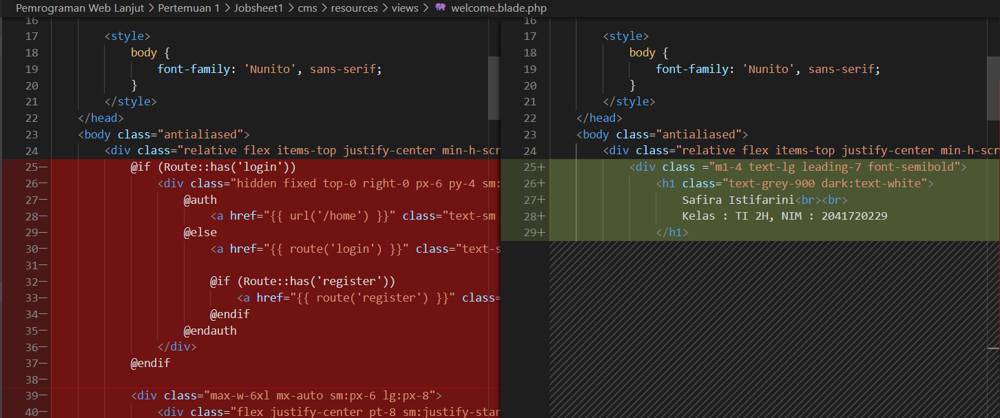 Pemrograman Web Lanjut > Pertemuan 1 > Jobsheet1 > cms > resources > views > welcome.blade.php
16
17 <style>
18 body {
19 font-family: 'Nunito', sans-serif;
20 }
21 </style>
22 </head>
23 <body class="antialiased">
24 <div class="relative flex items-top justify-center min-h-scr
25— @if (Route::has('login'))
26— <div class="hidden fixed top-0 right-0 px-6 py-4 sm:
27— @auth
28— <a href="{{ url('/home') }}" class="text-sm
29— @else
30— <a href="{{ route('login') }}" class="text-s
31—
32— @if (Route::has('register'))
33— <a href="{{ route('register') }}" class=
34— @endif
35— @endauth
36— </div>
37— @endif
38—
39— <div class="max-w-6xl mx-auto sm:px-6 lg:px-8">
40— <div class="flex justify-center pt-8 sm:justify-star
16
17 <style>
18 body {
19 font-family: 'Nunito', sans-serif;
20 }
21 </style>
22 </head>
23 <body class="antialiased">
24 <div class="relative flex items-top justify-center min-h-scr
25+ <div class ="m1-4 text-lg leading-7 font-semibold">
26+ <h1 class="text-grey-900 dark:text-white">
27+ Safira Istifarini<br><br>
28+ Kelas : TI 2H, NIM : 2041720229
29+ </h1>